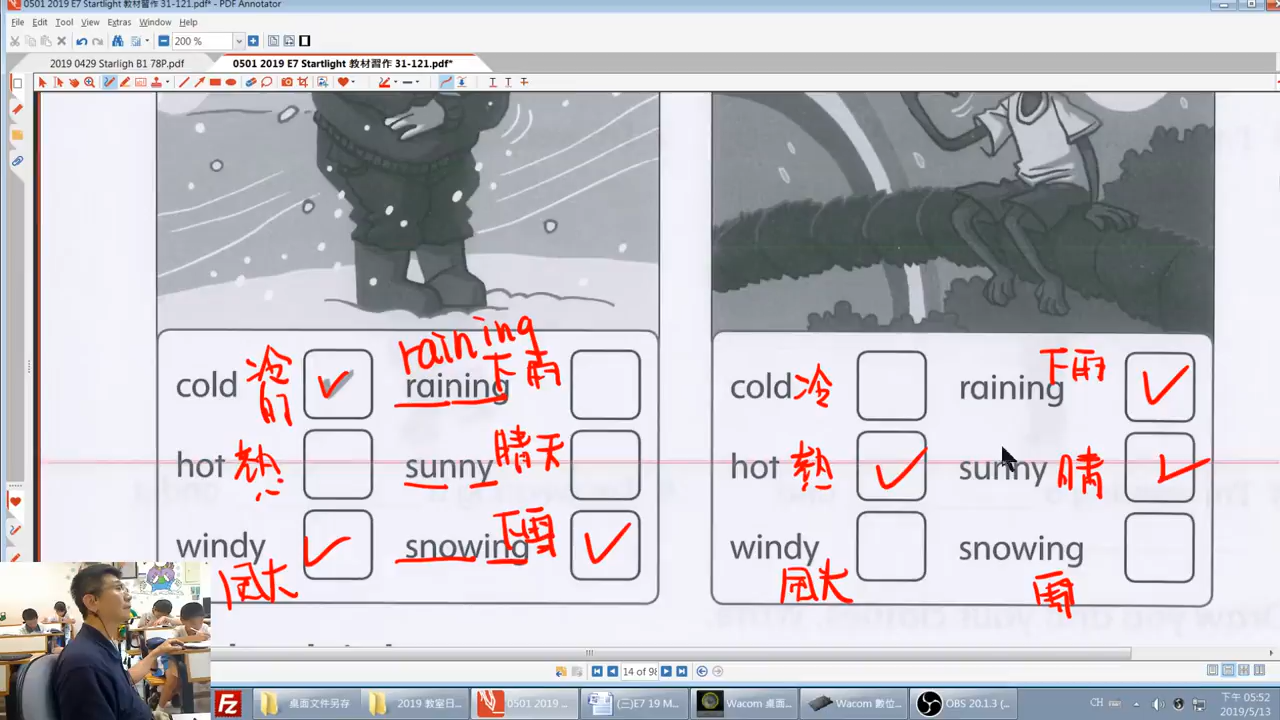 0501 2019 E7 Startlight 教材習作 31-121.pdf* - PDF Annotator
File Edit Tool View Extras Window Help
200 %
2019 0429 Starligh B1 78P.pdf
0501 2019 E7 Startlight 教材習作 31-121.pdf*
raining
cold 冷的 raining 下雨
hot 熱 sunny 晴天
windy 風大 snowing 下雪
cold 冷 raining 下雨
hot 熱 sunny 晴
windy 風大 snowing
14 of 98
桌面文件另存
2019 教室日...
0501 2019 ...
(三)E7 19 M...
Wacom 桌面...
Wacom 數位...
OBS 20.1.3 (...
CH
下午 05:52
2019/5/13